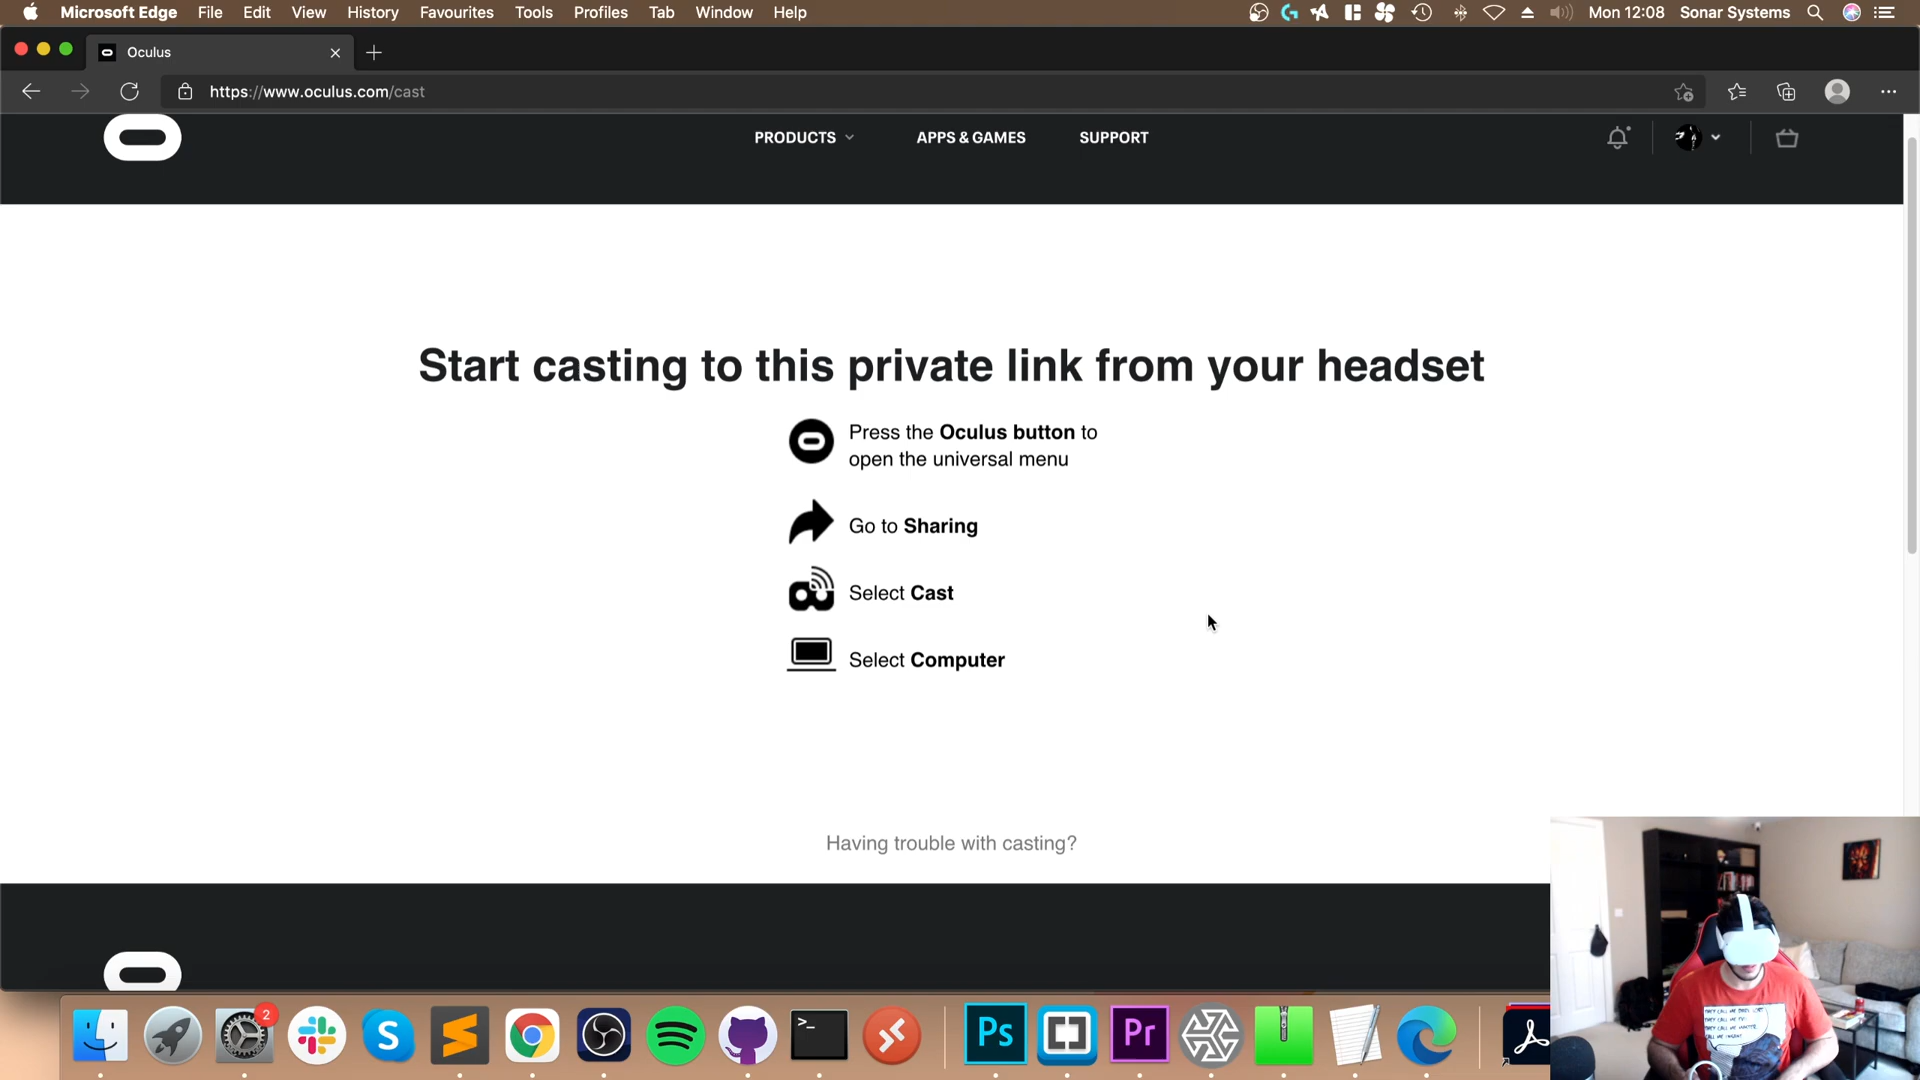 Microsoft Edge File Edit View History Favourites Tools Profiles Tab Window Help Mon 12:08 Sonar Systems
Oculus
https://www.oculus.com/cast
PRODUCTS APPS & GAMES SUPPORT
Start casting to this private link from your headset
Press the Oculus button to
open the universal menu
Go to Sharing
Select Cast
Select Computer
Having trouble with casting?
2
Ps
Pr